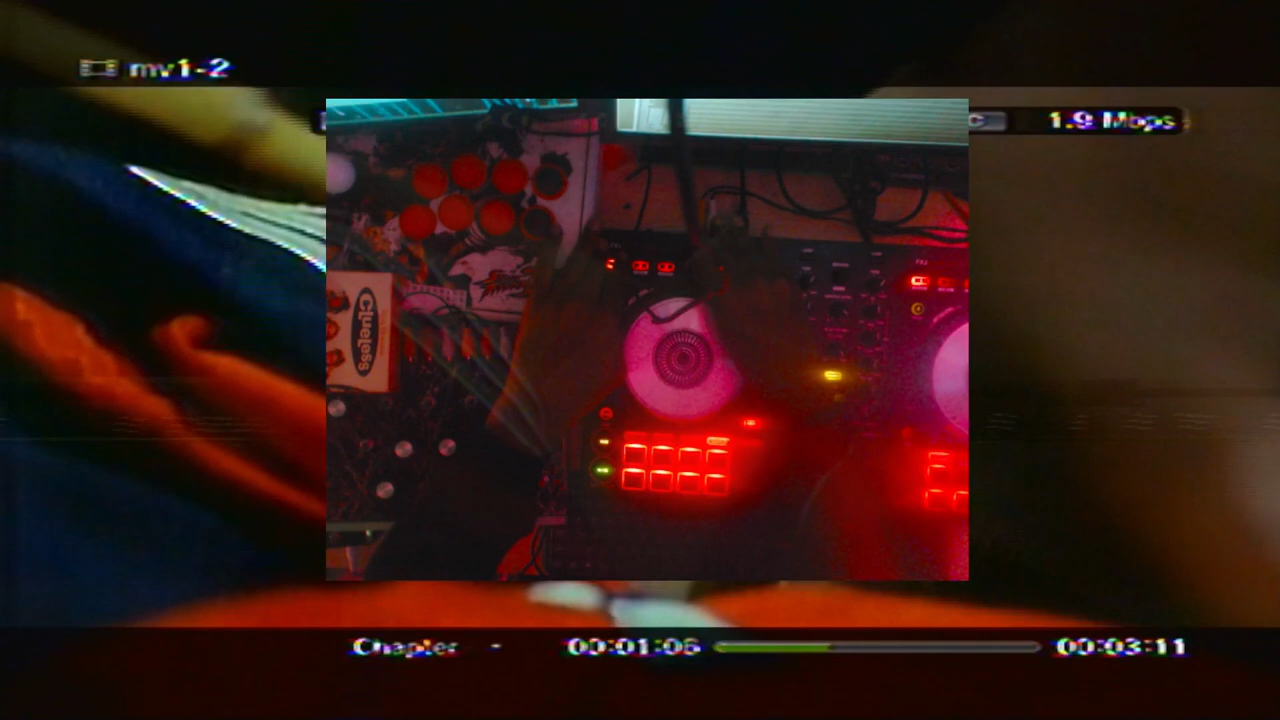 mv1-2
1.9 Mbps
Clueless
Chapter -
00:01:06
00:03:11